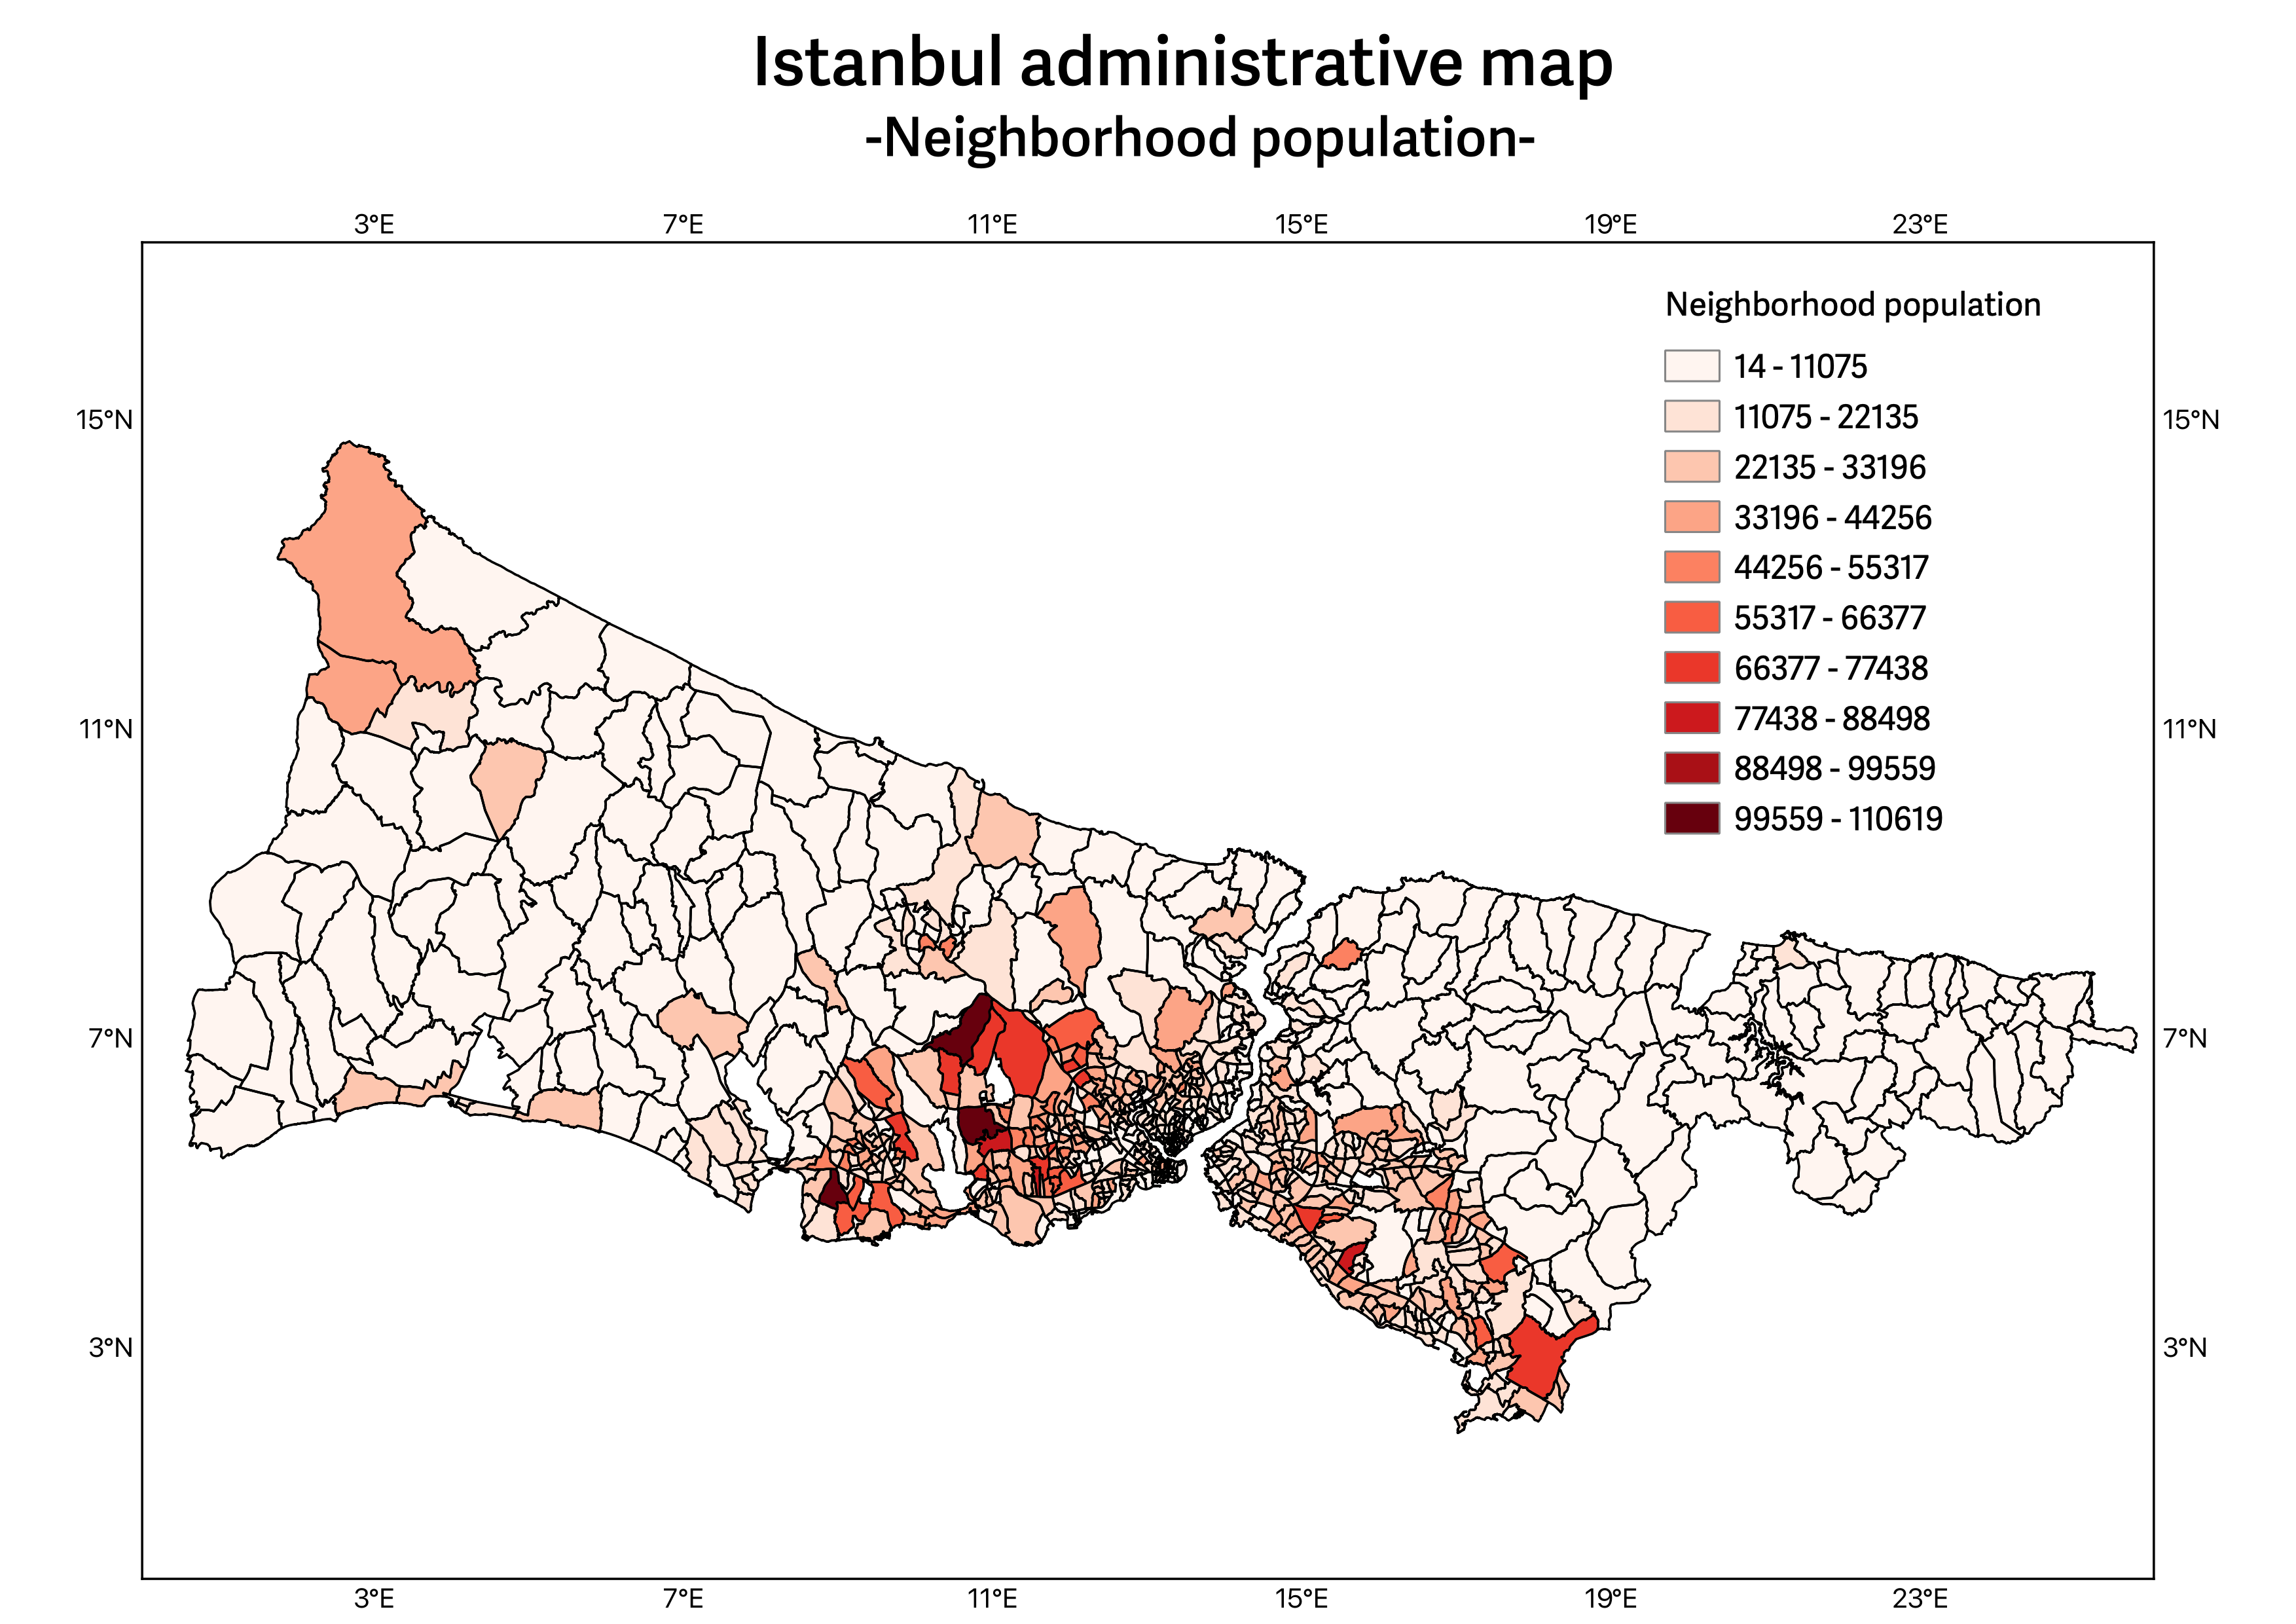 Istanbul administrative map
-Neighborhood population-
3°E 7°E 11°E 15°E 19°E 23°E
Neighborhood population
14 - 11075
11075 - 22135
22135 - 33196
33196 - 44256
44256 - 55317
55317 - 66377
66377 - 77438
77438 - 88498
88498 - 99559
99559 - 110619
15°N 15°N
11°N 11°N
7°N 7°N
3°N 3°N
3°E 7°E 11°E 15°E 19°E 23°E